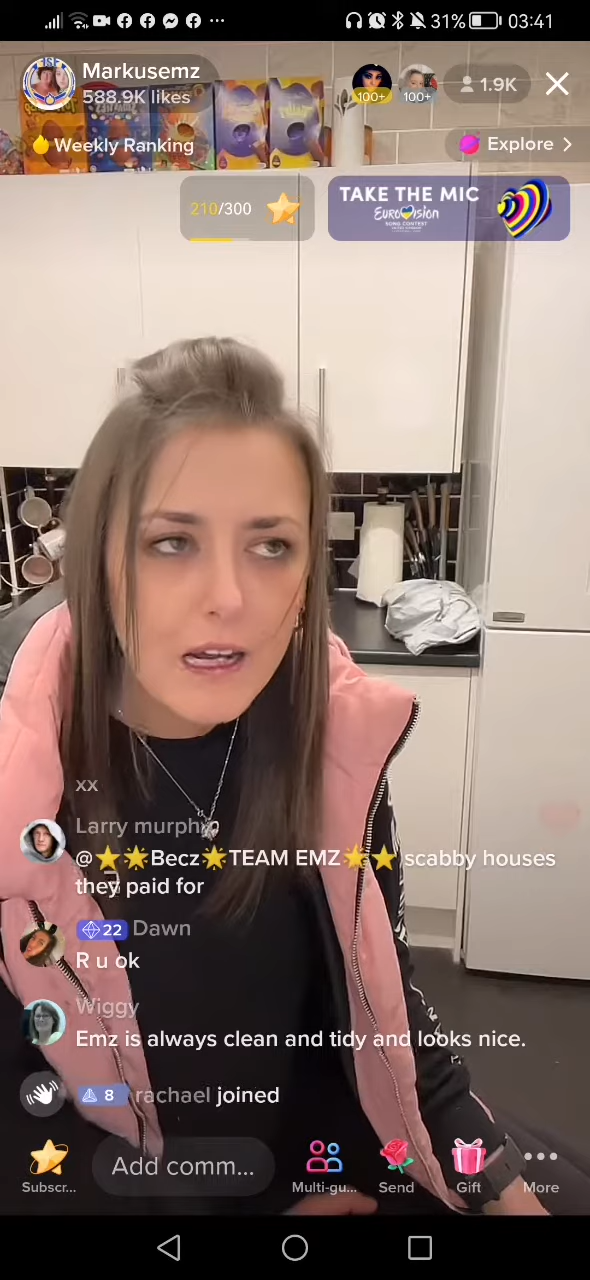 31% 03:41
Markusemz
588.9K likes
100+ 100+ 1.9K
Weekly Ranking
Explore
210/300
TAKE THE MIC
EUROVISION
SONG CONTEST
xx
Larry murphy
@⭐🌟Becz🌟TEAM EMZ🌟⭐ scabby houses
they paid for
22 Dawn
R u ok
Wiggy
Emz is always clean and tidy and looks nice.
8 rachael joined
Add comm...
Subscr... Multi-gu... Send Gift More